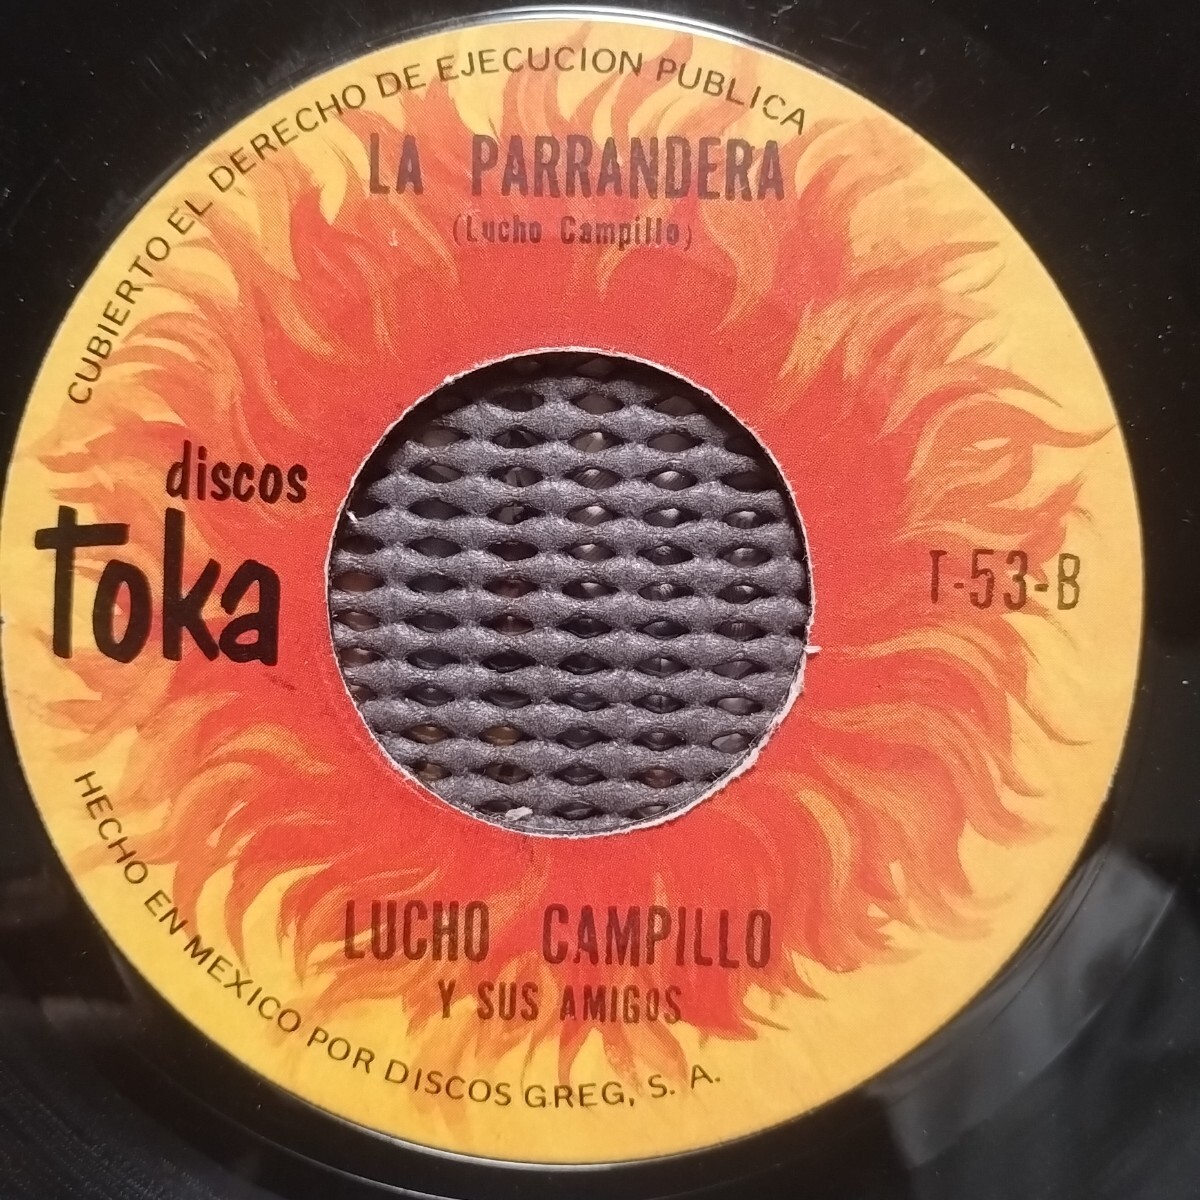 CUBIERTO EL DERECHO DE EJECUCION PUBLICA
LA PARRANDERA
(Lucho Campillo)
discos
Toka
T-53-B
LUCHO CAMPILLO
Y SUS AMIGOS
HECHO EN MEXICO POR DISCOS GREG, S. A.